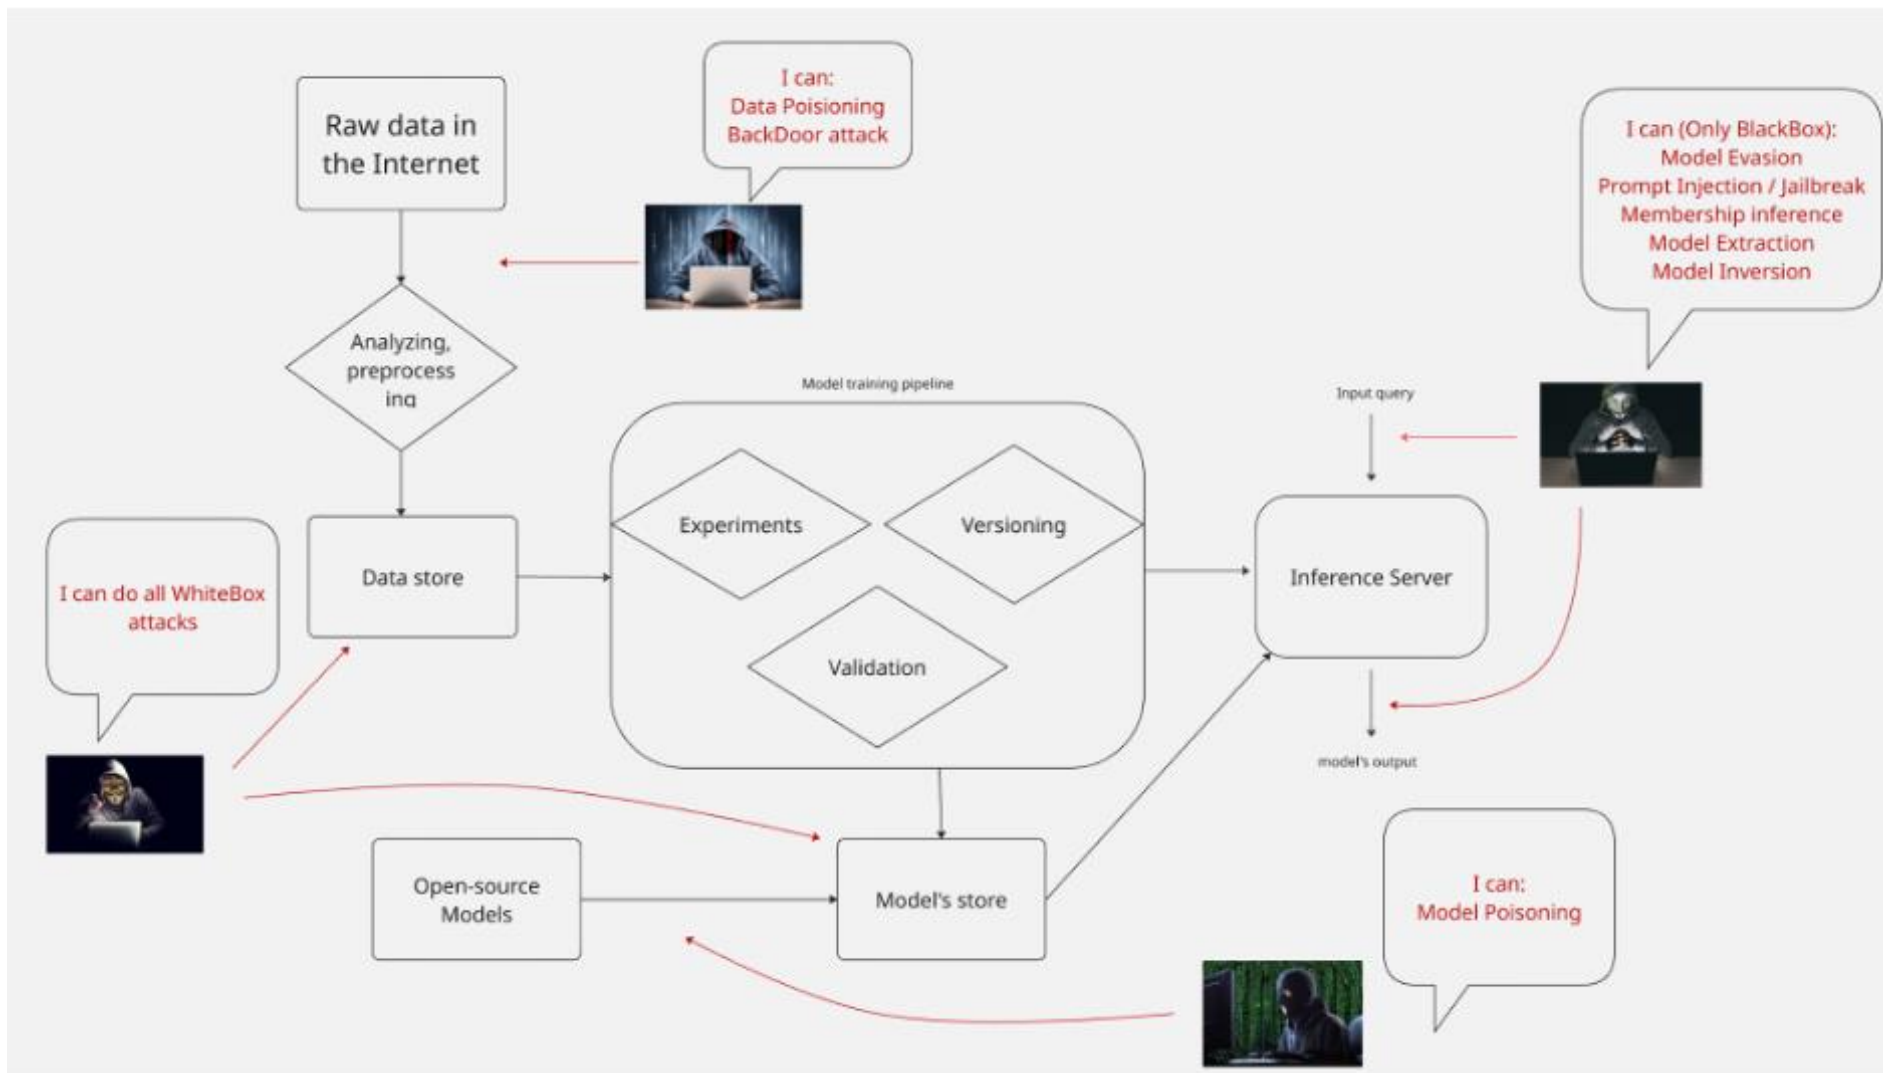 I can:
Data Poisioning
BackDoor attack
Raw data in
the Internet
I can (Only BlackBox):
Model Evasion
Prompt Injection / Jailbreak
Membership inference
Model Extraction
Model Inversion
Analyzing,
preprocess
ing
Model training pipeline
Input query
Experiments
Versioning
Data store
Inference Server
I can do all WhiteBox
attacks
Validation
model's output
Open-source
Models
Model's store
I can:
Model Poisoning